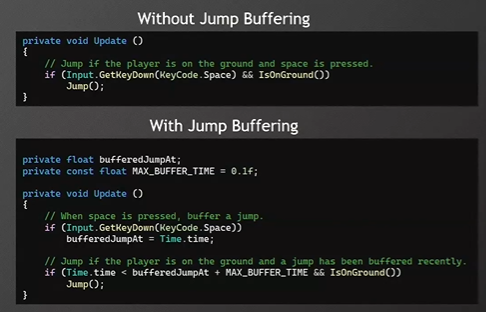 Without Jump Buffering
private void Update ()
{
    // Jump if the player is on the ground and space is pressed.
    if (Input.GetKeyDown(KeyCode.Space) && IsOnGround())
        Jump();
}
With Jump Buffering
private float bufferedJumpAt;
private const float MAX_BUFFER_TIME = 0.1f;
private void Update ()
{
    // When space is pressed, buffer a jump.
    if (Input.GetKeyDown(KeyCode.Space))
        bufferedJumpAt = Time.time;
    // Jump if the player is on the ground and a jump has been buffered recently.
    if (Time.time < bufferedJumpAt + MAX_BUFFER_TIME && IsOnGround())
        Jump();
}